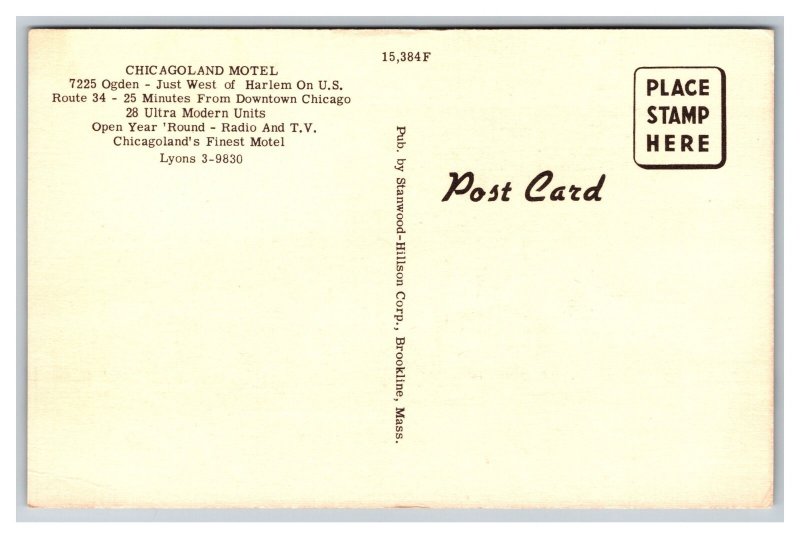 CHICAGOLAND MOTEL
7225 Ogden - Just West of Harlem On U.S.
Route 34 - 25 Minutes From Downtown Chicago
28 Ultra Modern Units
Open Year 'Round - Radio And T.V.
Chicagoland's Finest Motel
Lyons 3-9830
15,384F
Pub. by Stanwood-Hillson Corp., Brookline, Mass.
Post Card
PLACE
STAMP
HERE